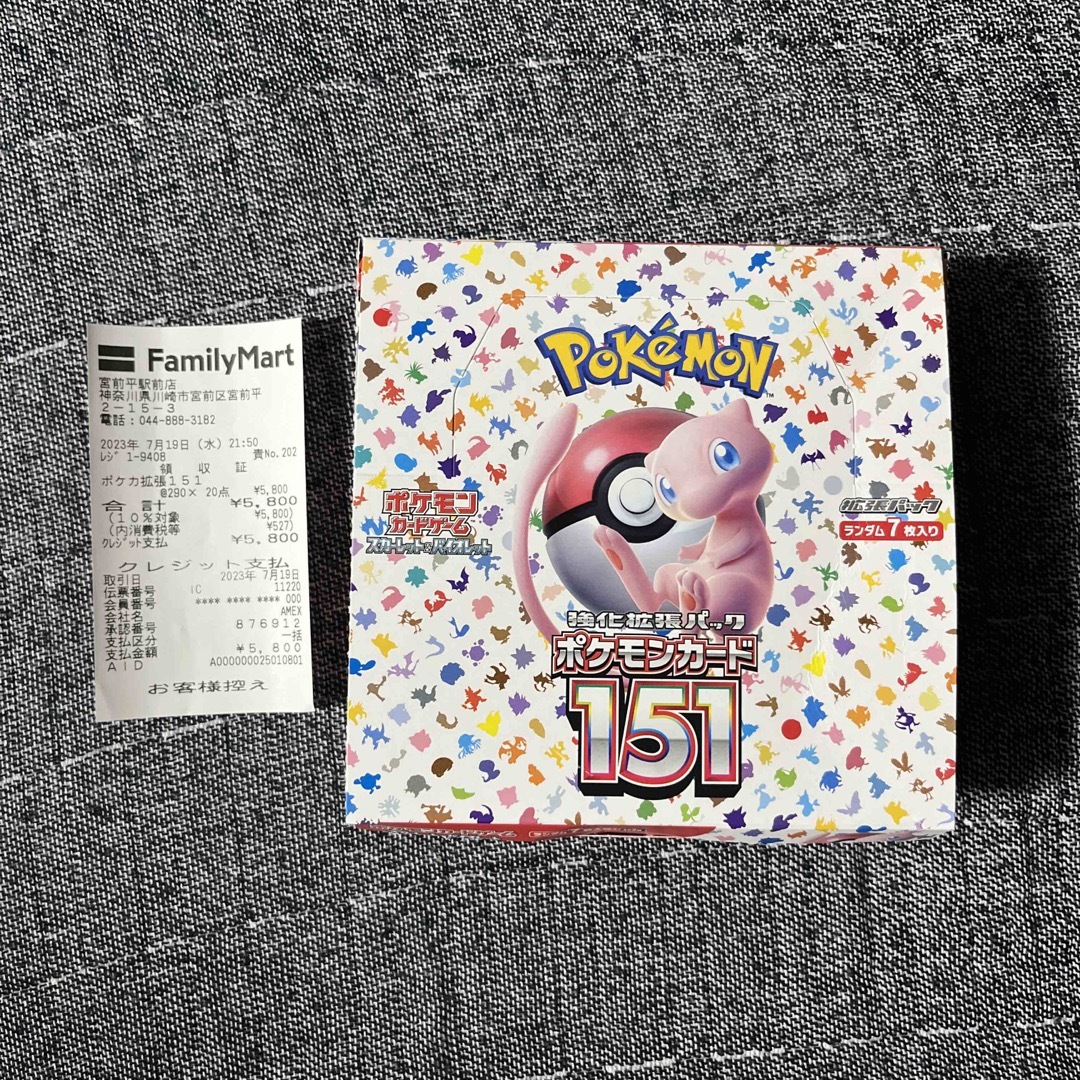 FamilyMart
宮前平駅前店
神奈川県川崎市宮前区宮前平
2-15-3
電話:044-888-3182
2023年 7月19日(水)21:50
レジ 1-9408 責No.202
領 収 証
ポケカ拡張151
@290× 20点 ¥5,800
合 計 ¥5,800
(10%対象 ¥5,800)
(内消費税等 ¥527)
クレジット支払 ¥5,800
クレジット支払
取引日 2023年 7月19日
伝票番号 IC 11220
会員番号 **** **** **** 000
会社名 AMEX
承認番号 876912
支払区分 一括
支払金額 ¥5,800
AID A000000025010801
お客様控え
POKÉMON
TM
ポケモン
カードゲーム
スカーレット&バイオレット
拡張パック
ランダム7枚入り
強化拡張パック
ポケモンカード
151